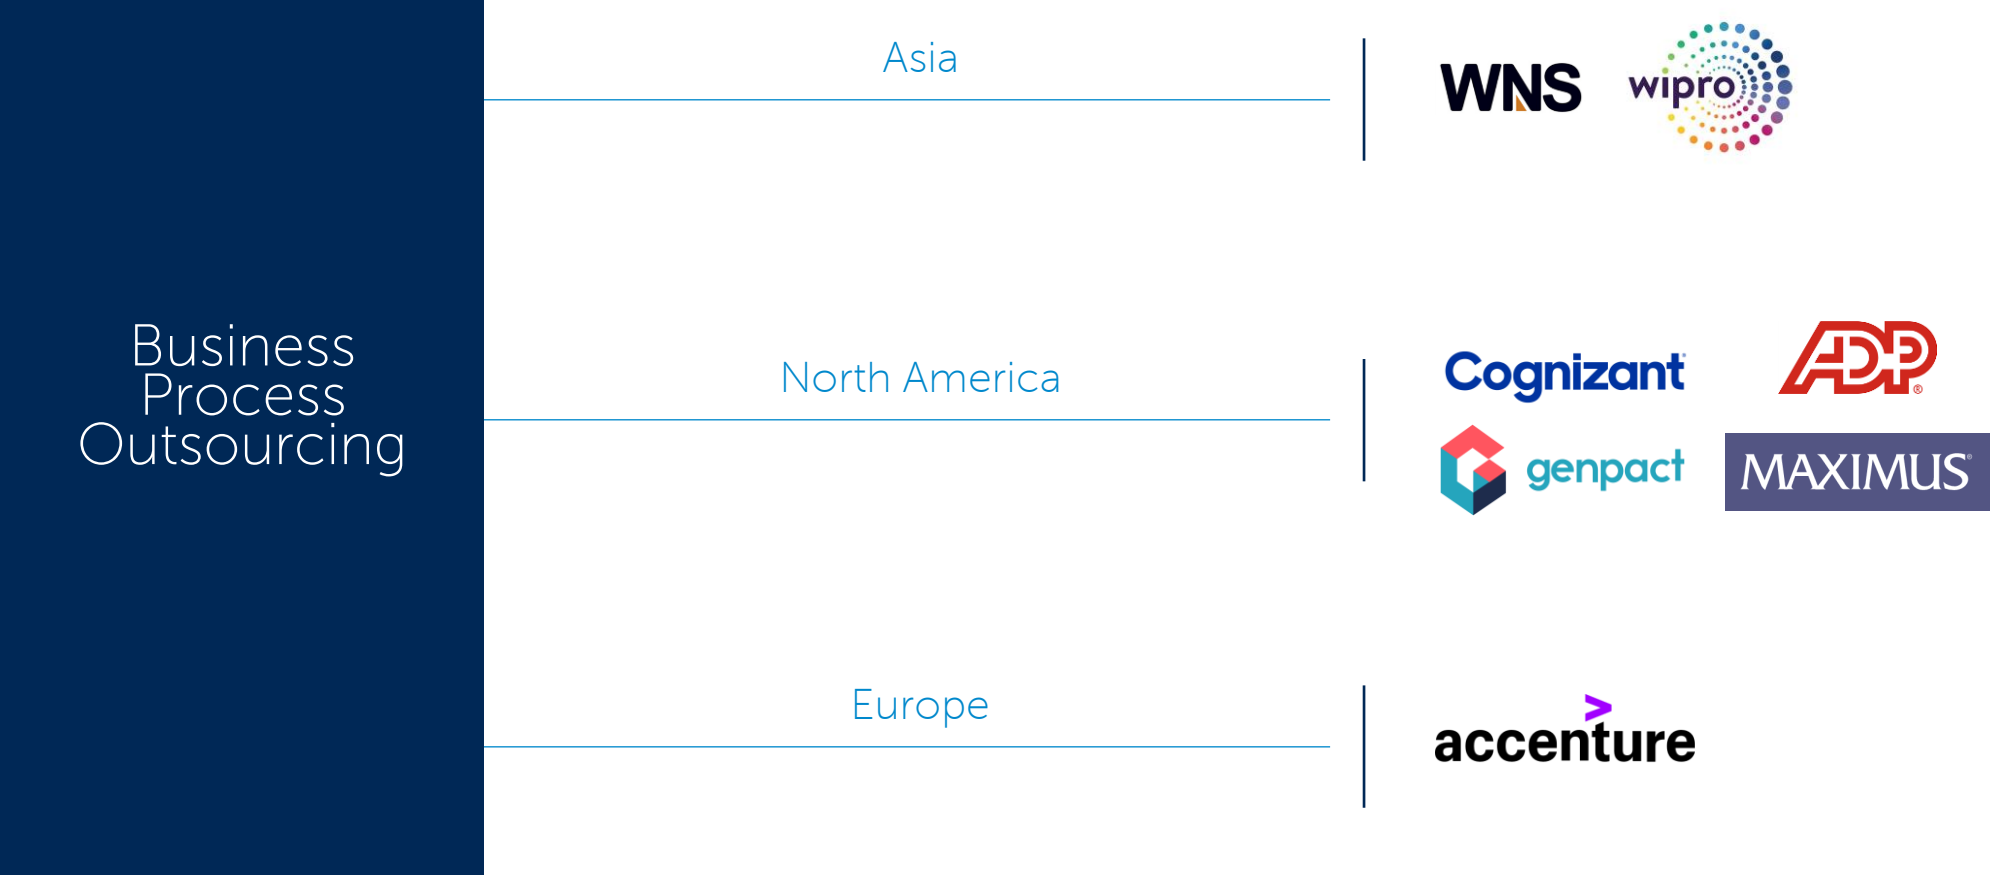 Business
Process
Outsourcing
Asia
WNS
wipro
North America
Cognizant
ADP®
genpact
MAXIMUS®
Europe
accenture